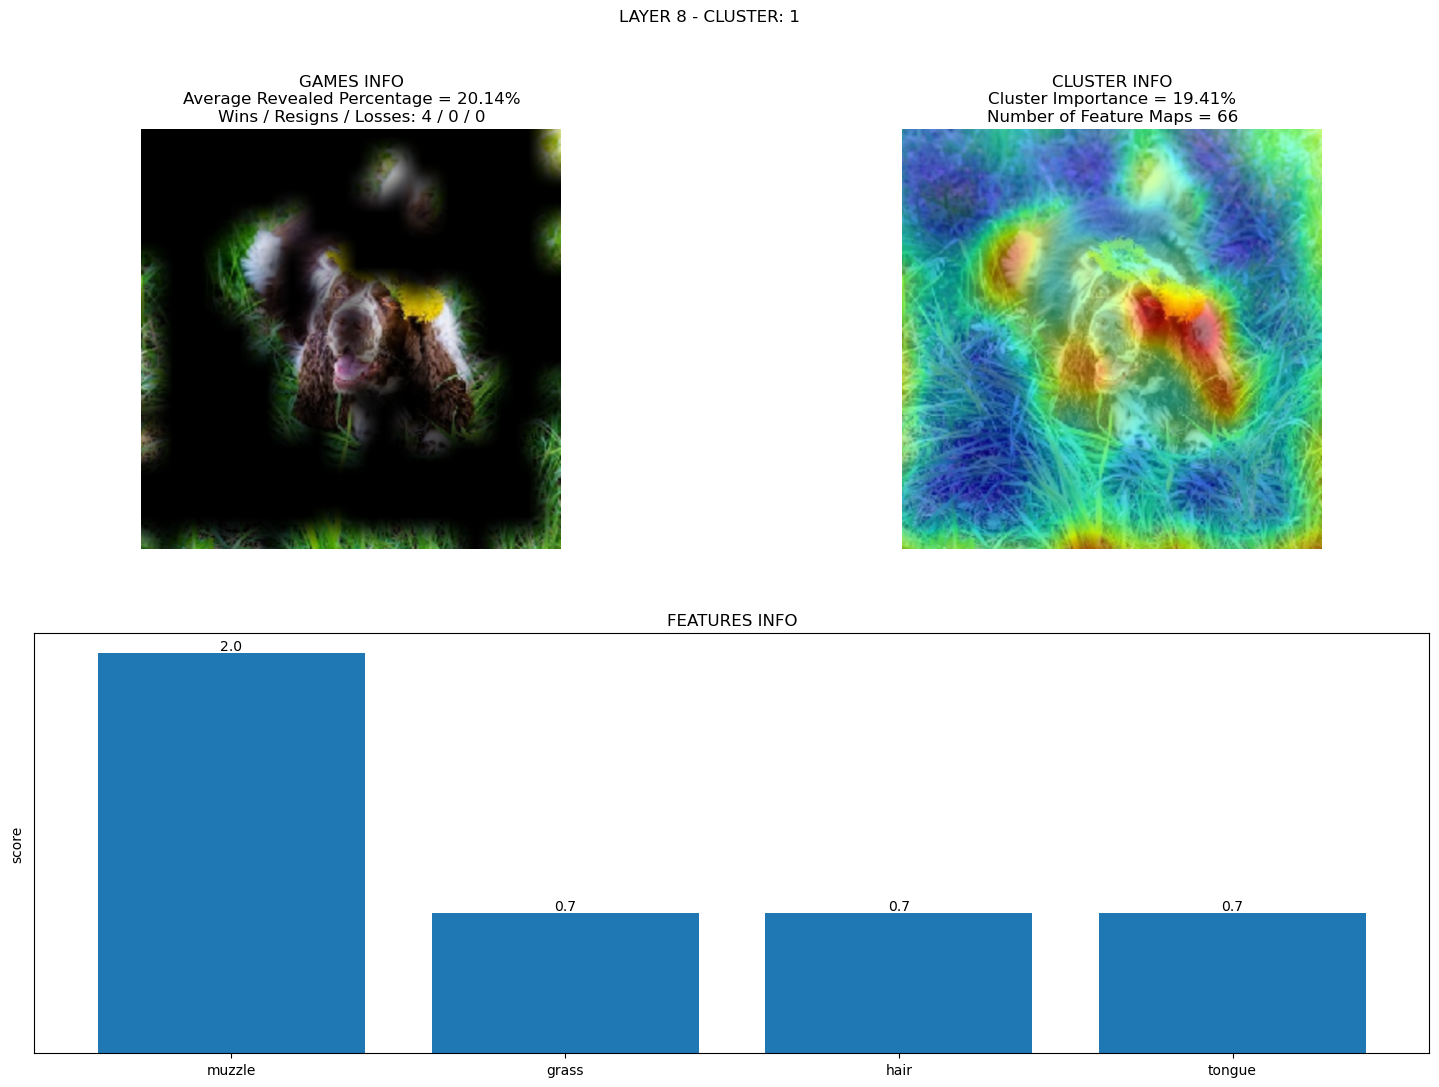 LAYER 8 - CLUSTER: 1
GAMES INFO
Average Revealed Percentage = 20.14%
Wins / Resigns / Losses: 4 / 0 / 0
CLUSTER INFO
Cluster Importance = 19.41%
Number of Feature Maps = 66
FEATURES INFO
score
2.0
0.7
0.7
0.7
muzzle
grass
hair
tongue